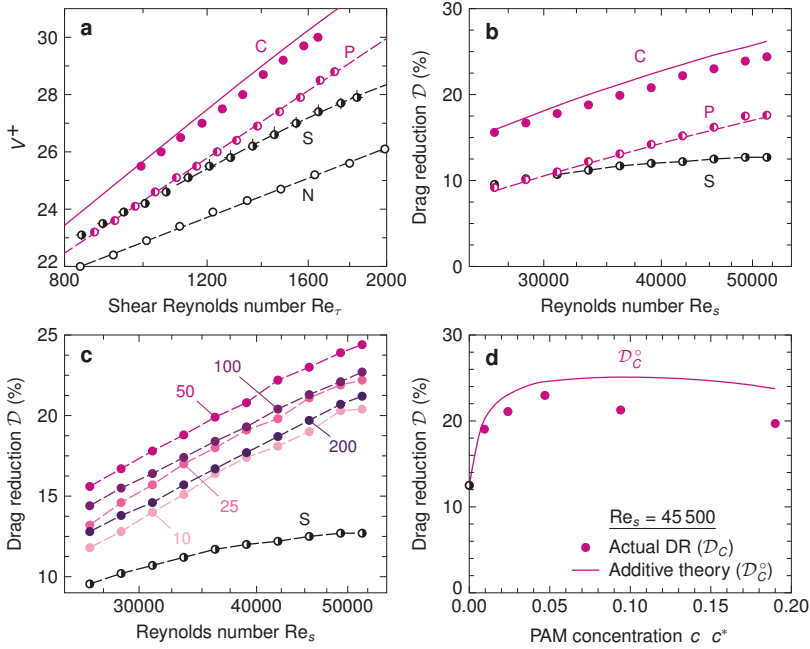 a
C
P
S
N
30
28
26
24
22
800
1200
1600
2000
V+
Shear Reynolds number Reτ
b
C
P
S
30
20
10
0
30000
40000
50000
Drag reduction D (%)
Reynolds number Res
c
50
100
25
200
10
S
25
20
15
10
30000
40000
50000
Drag reduction D (%)
Reynolds number Res
d
D°C
30
20
10
0
0.00
0.05
0.10
0.15
0.20
Drag reduction D (%)
Res = 45 500
Actual DR (DC)
Additive theory (D°C)
PAM concentration c c*